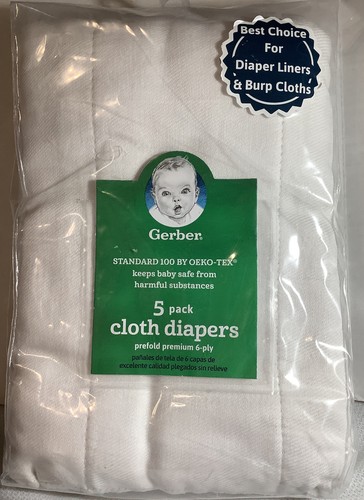 Best Choice
For
Diaper Liners
& Burp Cloths
Gerber®
STANDARD 100 BY OEKO-TEX®
keeps baby safe from
harmful substances
5 pack
cloth diapers
prefold premium 6-ply
pañales de tela de 6 capas de
excelente calidad plegados sin relleve